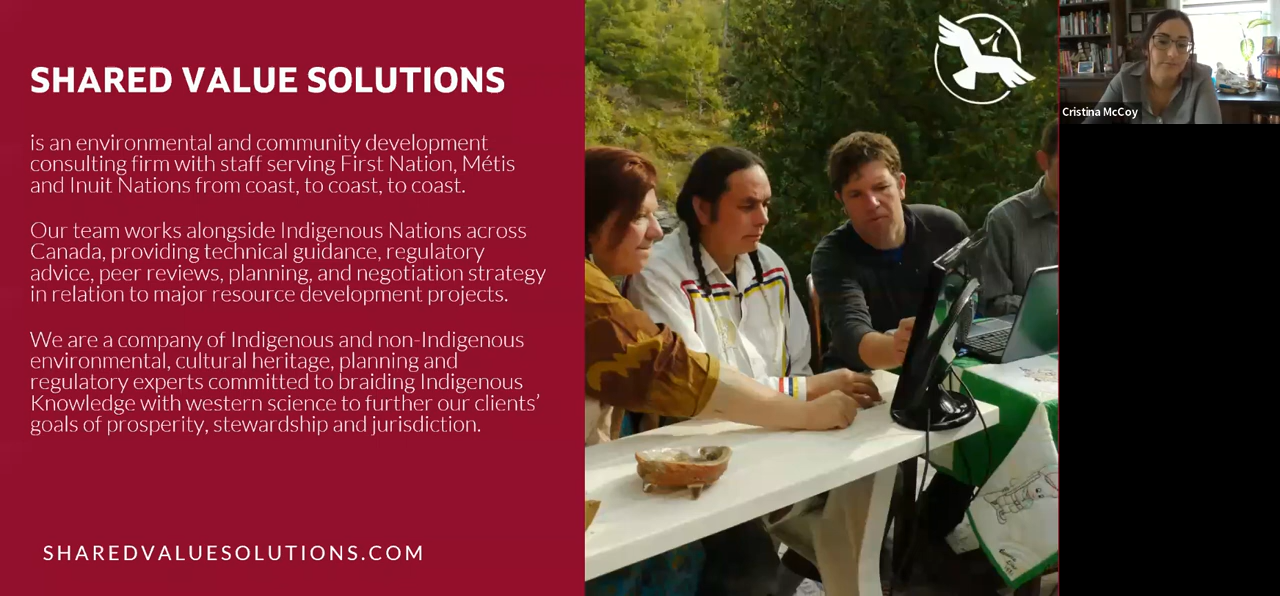 SHARED VALUE SOLUTIONS
is an environmental and community development
consulting firm with staff serving First Nation, Métis
and Inuit Nations from coast, to coast, to coast.
Our team works alongside Indigenous Nations across
Canada, providing technical guidance, regulatory
advice, peer reviews, planning, and negotiation strategy
in relation to major resource development projects.
We are a company of Indigenous and non-Indigenous
environmental, cultural heritage, planning and
regulatory experts committed to braiding Indigenous
Knowledge with western science to further our clients’
goals of prosperity, stewardship and jurisdiction.
SHAREDVALUESOLUTIONS.COM
Cristina McCoy